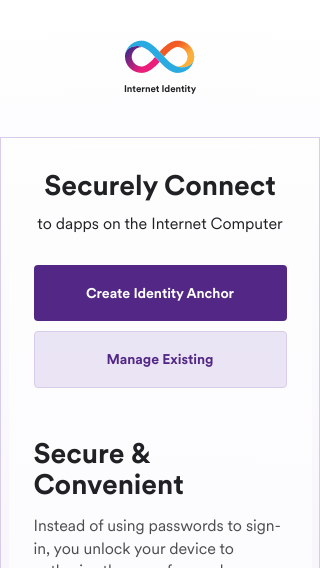 Internet Identity
Securely Connect
to dapps on the Internet Computer
Create Identity Anchor
Manage Existing
Secure &
Convenient
Instead of using passwords to sign-
in, you unlock your device to